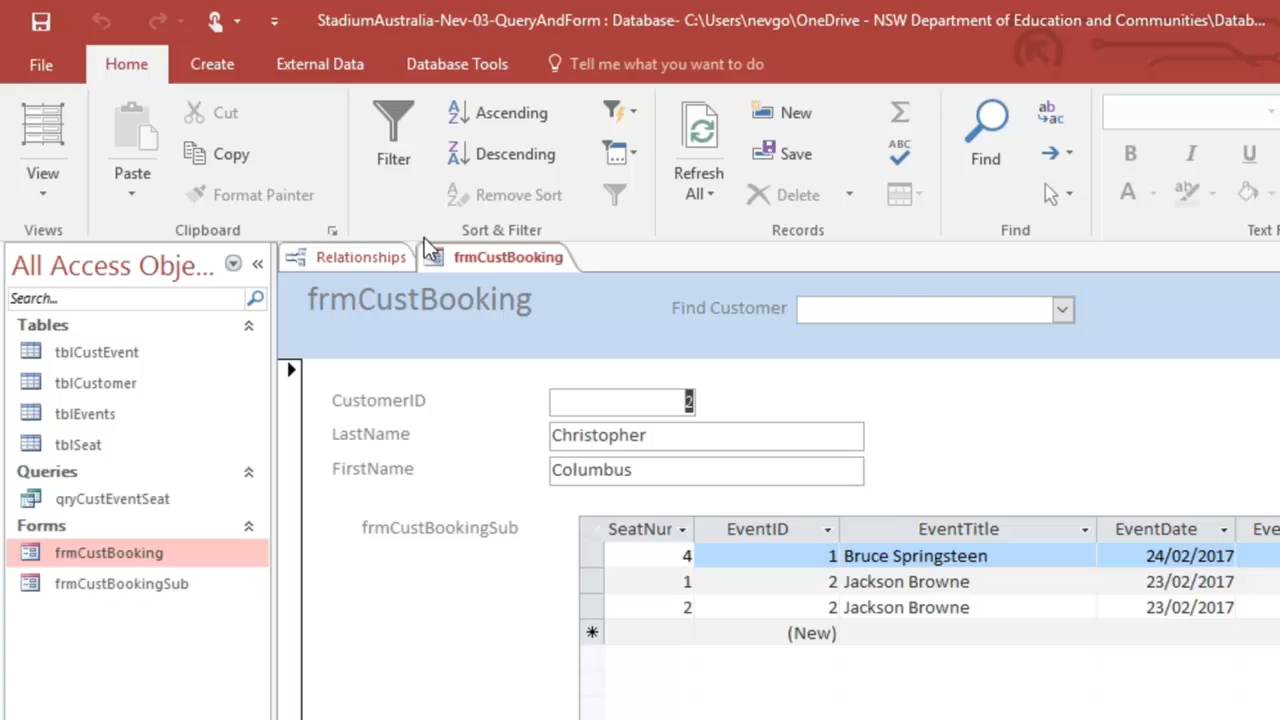 StadiumAustralia-Nev-03-QueryAndForm : Database- C:\Users\nevgo\OneDrive - NSW Department of Education and Communities\Datab...
File Home Create External Data Database Tools Tell me what you want to do
View
Views
Paste
Cut
Copy
Format Painter
Clipboard
Filter
Ascending
Descending
Remove Sort
Sort & Filter
Refresh
All
New
Save
Delete
Σ
ABC
Records
Find
ab
ac
Find
B I U
A ab
Text F
All Access Obje... «
Search...
Tables
tblCustEvent
tblCustomer
tblEvents
tblSeat
Queries
qryCustEventSeat
Forms
frmCustBooking
frmCustBookingSub
Relationships frmCustBooking
frmCustBooking Find Customer
CustomerID 2
LastName Christopher
FirstName Columbus
frmCustBookingSub
SeatNur EventID EventTitle EventDate Eve
4 1 Bruce Springsteen 24/02/2017
1 2 Jackson Browne 23/02/2017
2 2 Jackson Browne 23/02/2017
* (New)